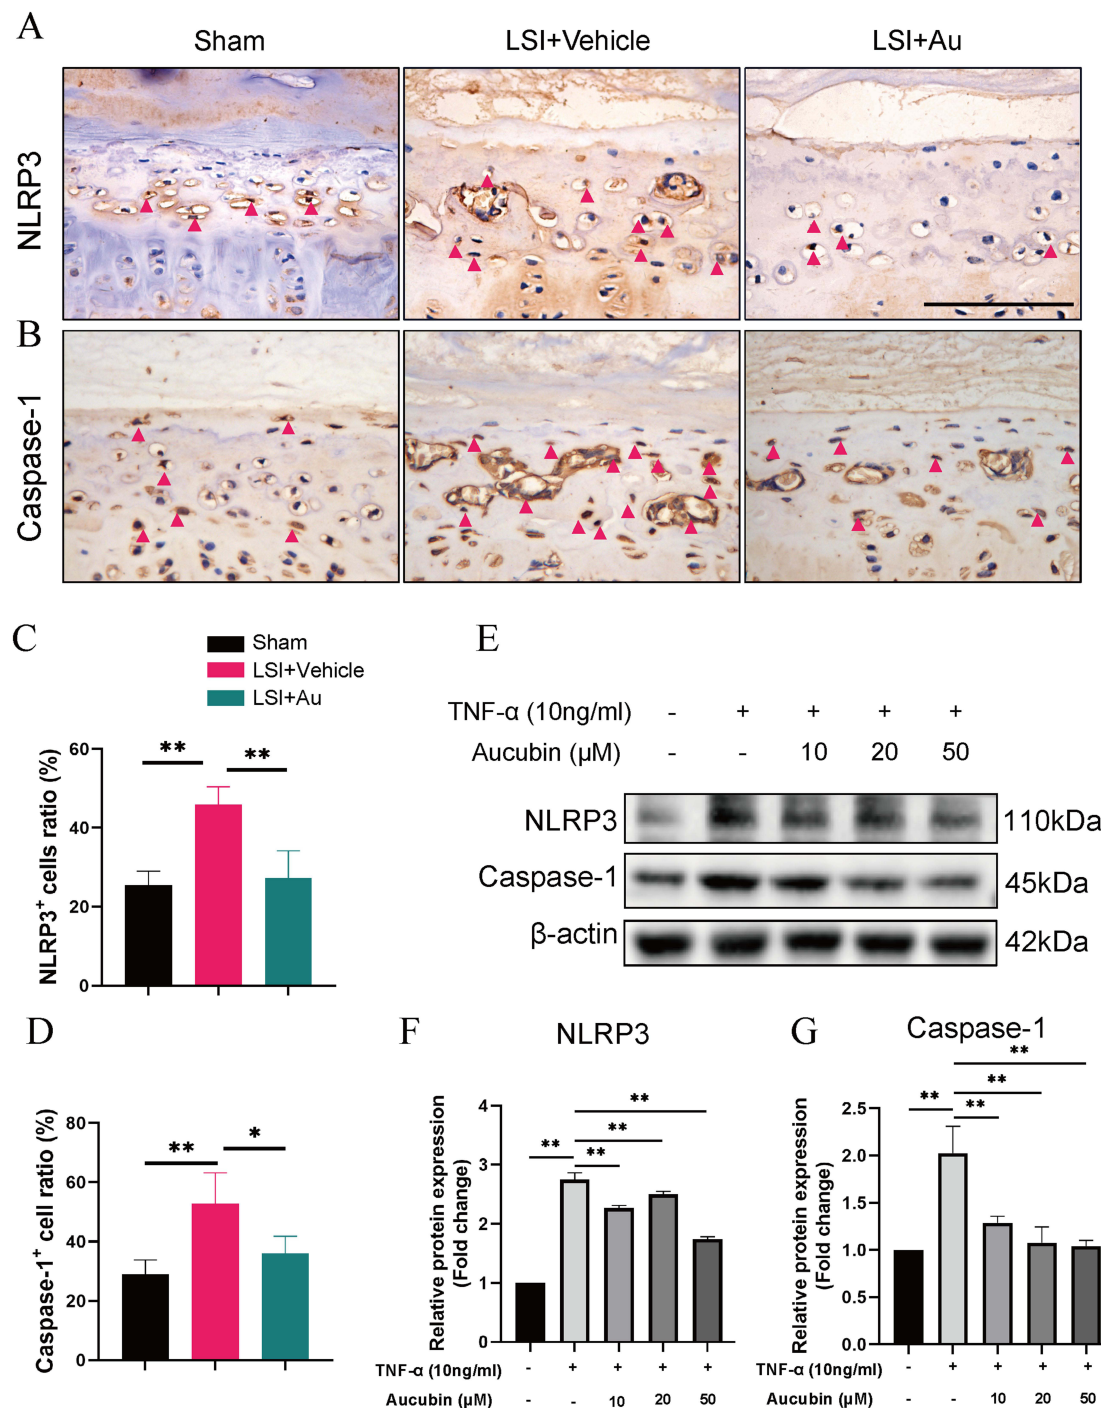 A
Sham
LSI+Vehicle
LSI+Au
NLRP3
B
Caspase-1
C
Sham
LSI+Vehicle
LSI+Au
NLRP3⁺ cells ratio (%)
60
40
20
0
**
**
D
Caspase-1⁺ cell ratio (%)
80
60
40
20
0
**
*
E
TNF-α (10ng/ml) - + + + +
Aucubin (µM) - - 10 20 50
NLRP3 110kDa
Caspase-1 45kDa
β-actin 42kDa
F
NLRP3
Relative protein expression
(Fold change)
4
3
2
1
0
**
**
**
**
TNF-α (10ng/ml) - + + + +
Aucubin (µM) - - 10 20 50
G
Caspase-1
Relative protein expression
(Fold change)
2.5
2.0
1.5
1.0
0.5
0.0
**
**
**
**
TNF-α (10ng/ml) - + + + +
Aucubin (µM) - - 10 20 50